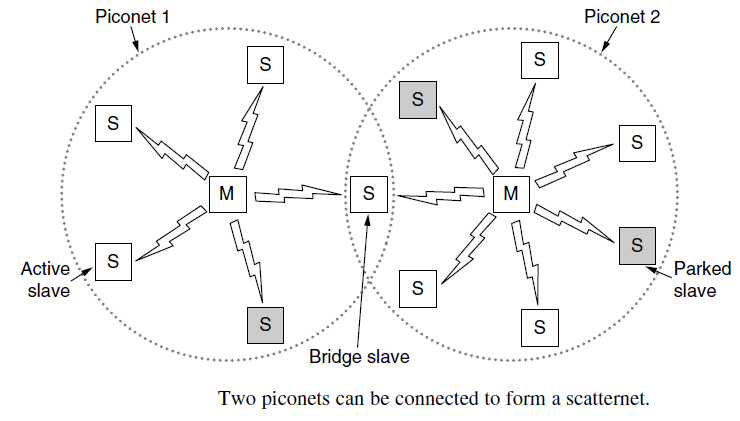 Piconet 1
Piconet 2
S
S
S
S
S
S
M
S
M
S
S
S
S
S
S
Active
slave
Parked
slave
Bridge slave
Two piconets can be connected to form a scatternet.